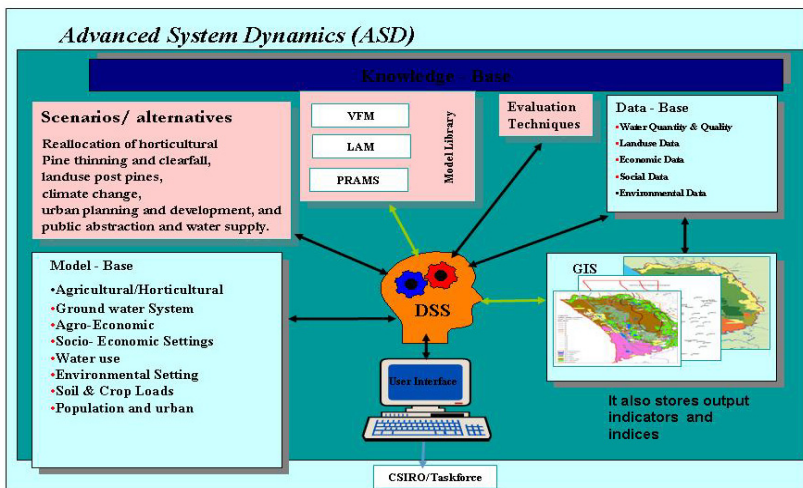 Advanced System Dynamics (ASD)
Knowledge - Base
Scenarios/ alternatives
Reallocation of horticultural
Pine thinning and clearfall,
landuse post pines,
climate change,
urban planning and development, and
public abstraction and water supply.
VFM
LAM
PRAMS
Model Library
Evaluation
Techniques
Data - Base
•Water Quantity & Quality
•Landuse Data
•Economic Data
•Social Data
•Environmental Data
Model - Base
•Agricultural/Horticultural
•Ground water System
•Agro-Economic
•Socio- Economic Settings
•Water use
•Environmental Setting
•Soil & Crop Loads
•Population and urban
DSS
GIS
User Interface
It also stores output
indicators and
indices
CSIRO/Taskforce